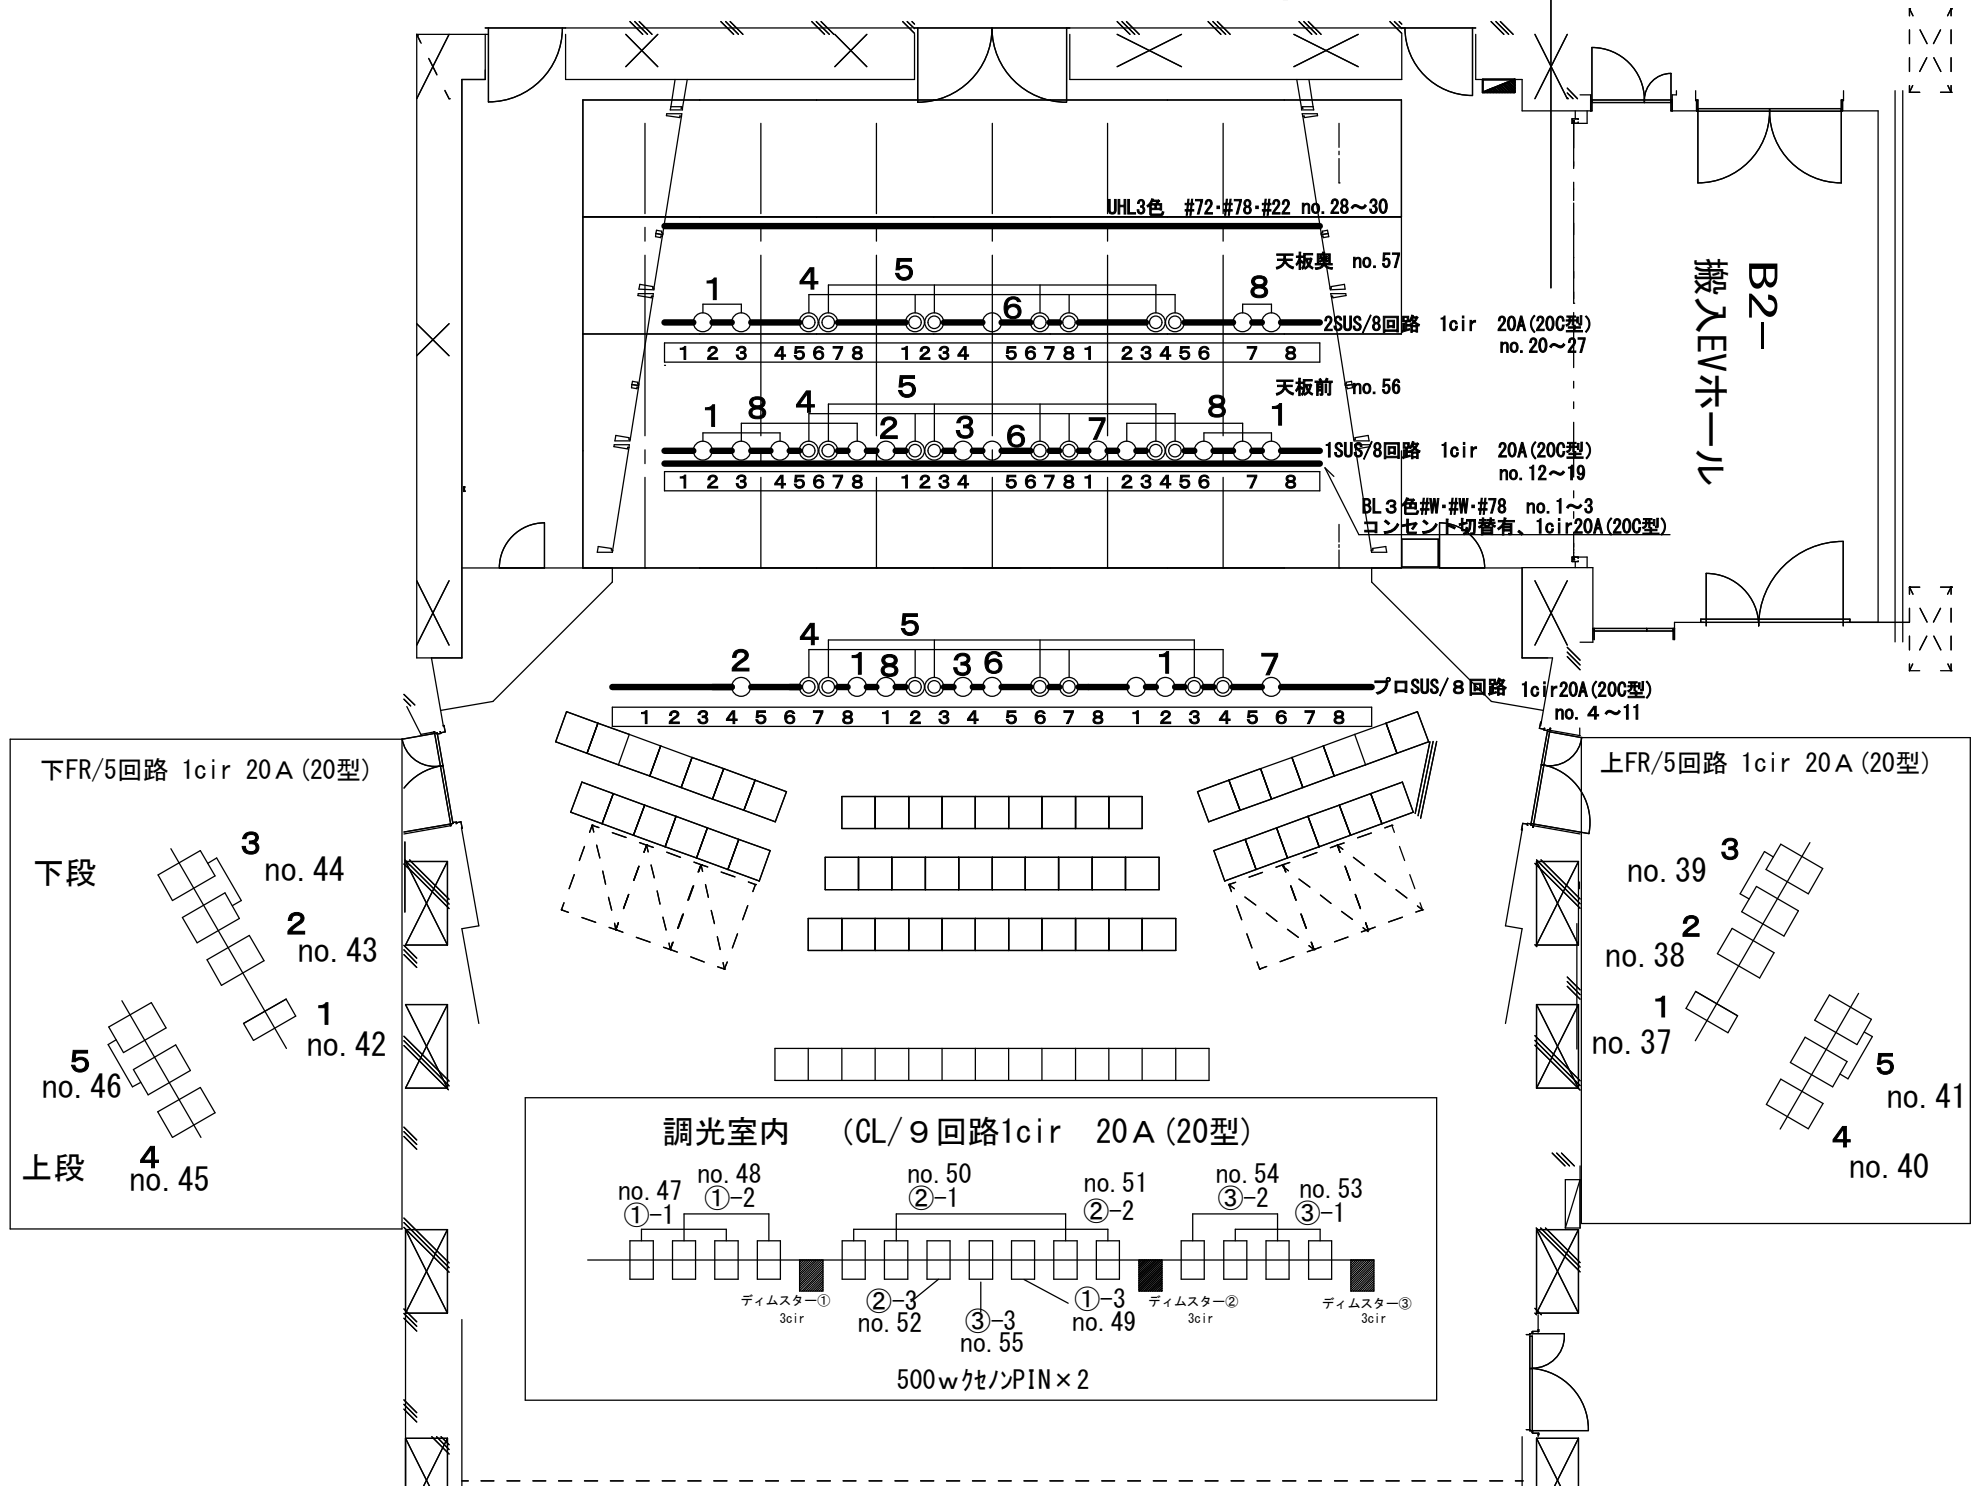 UHL3色 #72・#78・#22 no.28～30
天板奥 no.57
B2-
搬入EVホール
1 4 5 6 8
2SUS/8回路 1cir 20A(20C型)
no.20～27
1 2 3 4 5 6 7 8 1 2 3 4 5 6 7 8 1 2 3 4 5 6 7 8
天板前 no.56
1 8 4 5 2 3 6 7 8 1
1SUS/8回路 1cir 20A(20C型)
no.12～19
1 2 3 4 5 6 7 8 1 2 3 4 5 6 7 8 1 2 3 4 5 6 7 8
BL3色#W・#W・#78 no.1～3
コンセント切替有、1cir20A(20C型)
2 4 1 8 5 3 6 1 7
プロSUS/8回路 1cir20A(20C型)
no.4～11
1 2 3 4 5 6 7 8 1 2 3 4 5 6 7 8 1 2 3 4 5 6 7 8
下FR/5回路 1cir 20A(20型)
下段
3
no.44
2
no.43
1
no.42
5
no.46
4
no.45
上段
上FR/5回路 1cir 20A(20型)
3
no.39
2
no.38
1
no.37
5
no.41
4
no.40
調光室内 (CL/9回路1cir 20A(20型)
no.47
①-1
no.48
①-2
no.50
②-1
no.51
②-2
no.54
③-2
no.53
③-1
ディムスター①
3cir
②-3
no.52
③-3
no.55
①-3
no.49
ディムスター②
3cir
ディムスター③
3cir
500wｸｾﾉﾝPIN×2